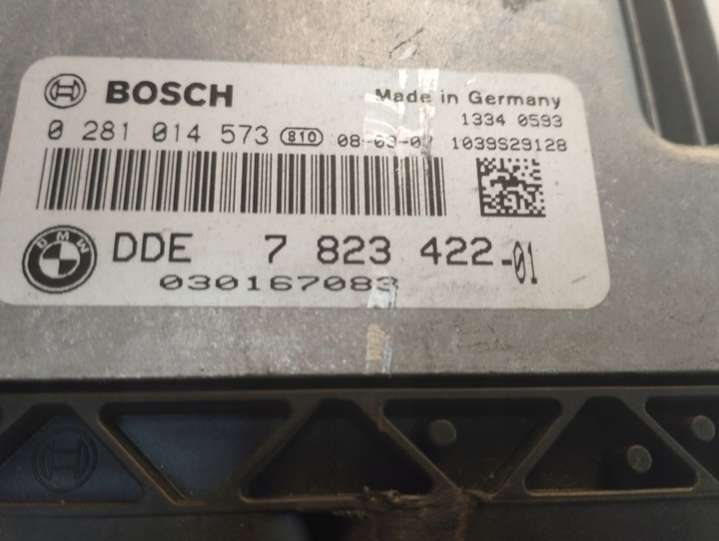 BOSCH
Made in Germany
1334 0593
0 281 014 573 810 08-03-07 1039S29128
BMW DDE 7 823 422-01
030167083